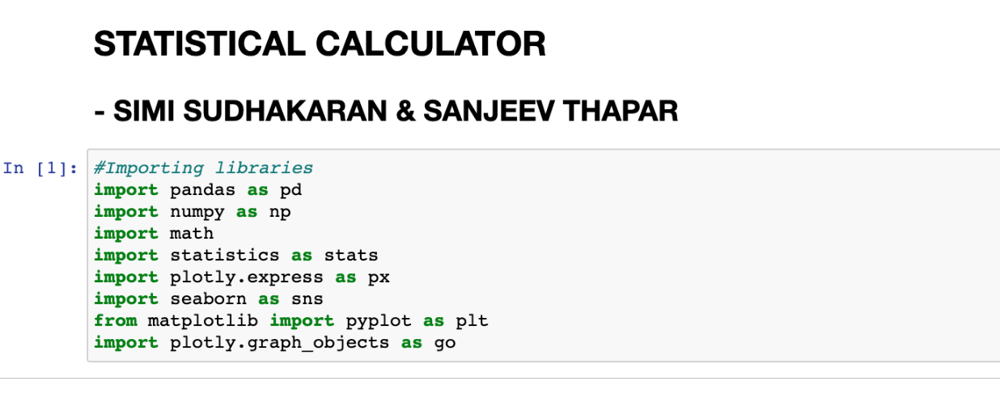 STATISTICAL CALCULATOR
- SIMI SUDHAKARAN & SANJEEV THAPAR
In [1]: #Importing libraries
import pandas as pd
import numpy as np
import math
import statistics as stats
import plotly.express as px
import seaborn as sns
from matplotlib import pyplot as plt
import plotly.graph_objects as go